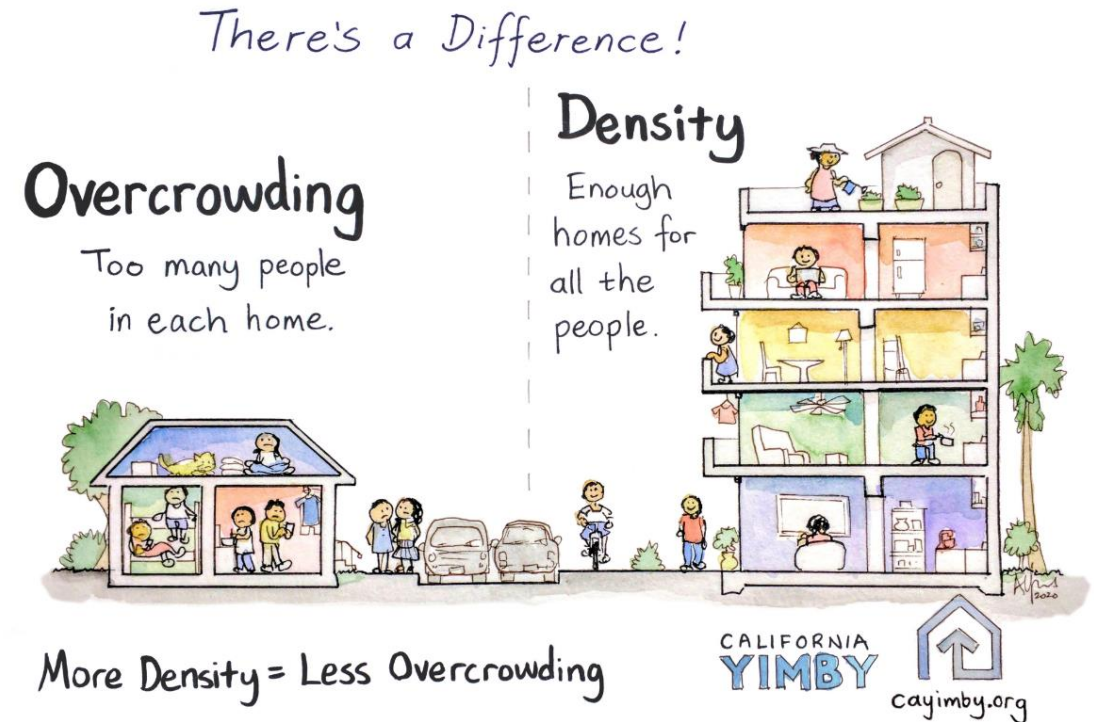 There's a Difference!
Overcrowding
Too many people
in each home.
Density
Enough
homes for
all the
people.
2020
More Density = Less Overcrowding
CALIFORNIA
YIMBY
cayimby.org